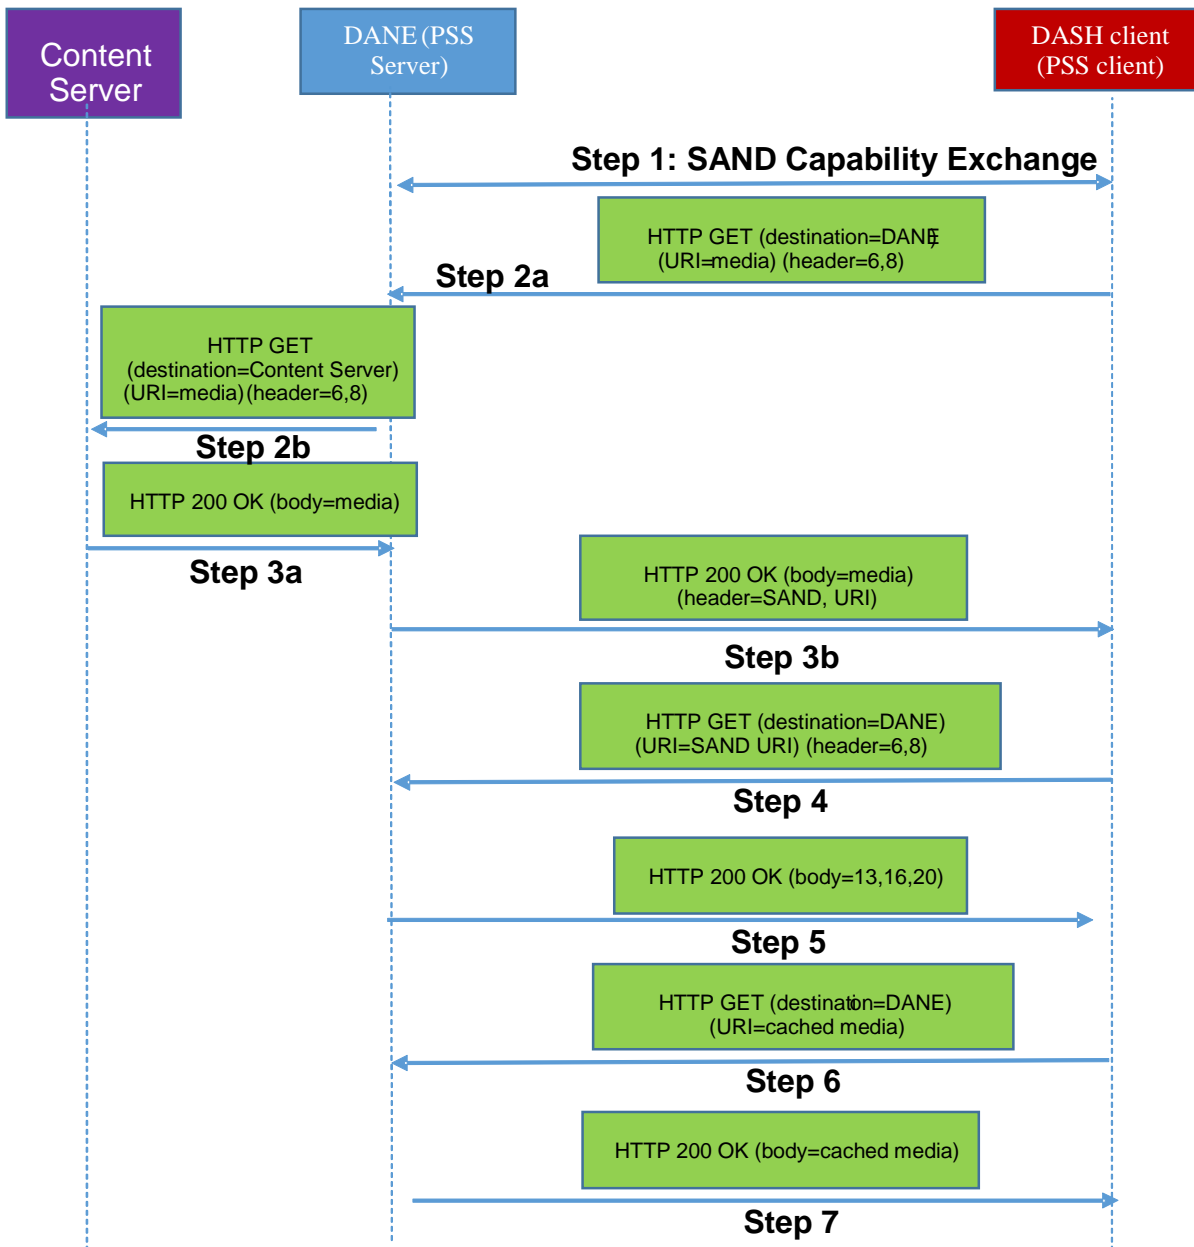 Content
Server
DANE (PSS
Server)
DASH client
(PSS client)
Step 1: SAND Capability Exchange
HTTP GET (destination=DANE)
(URI=media) (header=6,8)
Step 2a
HTTP GET
(destination=Content Server)
(URI=media) (header=6,8)
Step 2b
HTTP 200 OK (body=media)
Step 3a
HTTP 200 OK (body=media)
(header=SAND, URI)
Step 3b
HTTP GET (destination=DANE)
(URI=SAND URI) (header=6,8)
Step 4
HTTP 200 OK (body=13,16,20)
Step 5
HTTP GET (destination=DANE)
(URI=cached media)
Step 6
HTTP 200 OK (body=cached media)
Step 7